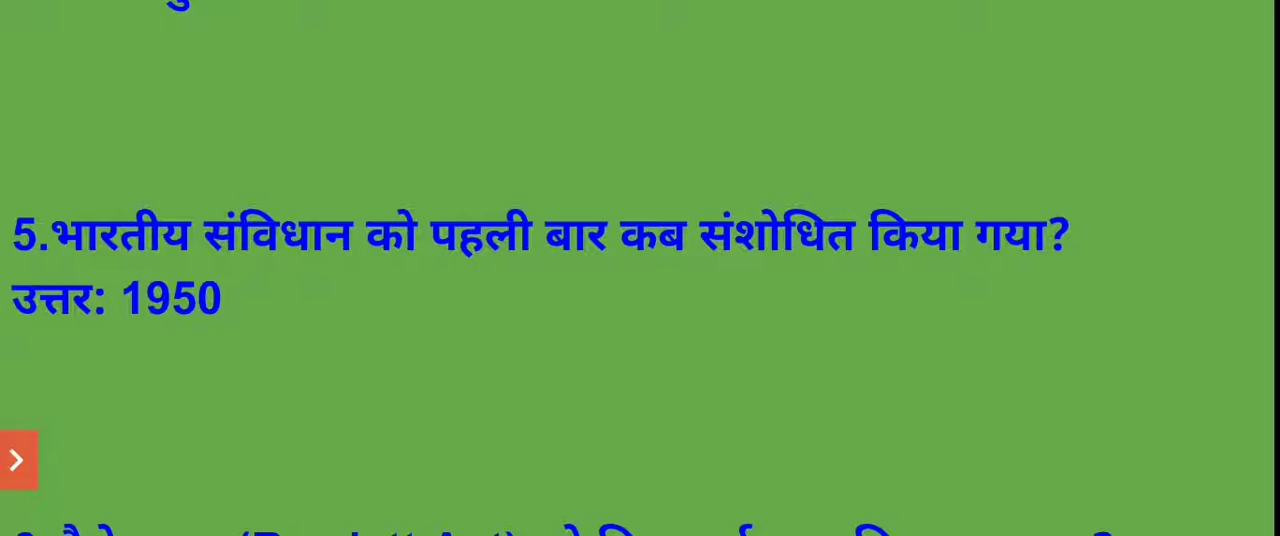 5.भारतीय संविधान को पहली बार कब संशोधित किया गया?
उत्तर: 1950